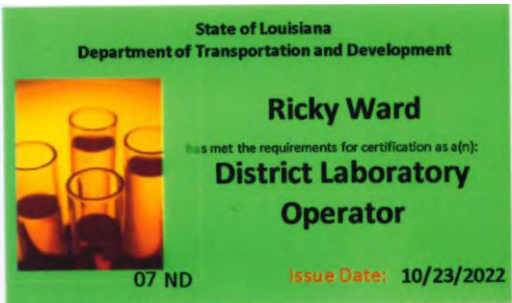 State of Louisiana
Department of Transportation and Development
Ricky Ward
has met the requirements for certification as a(n):
District Laboratory
Operator
07 ND
Issue Date: 10/23/2022